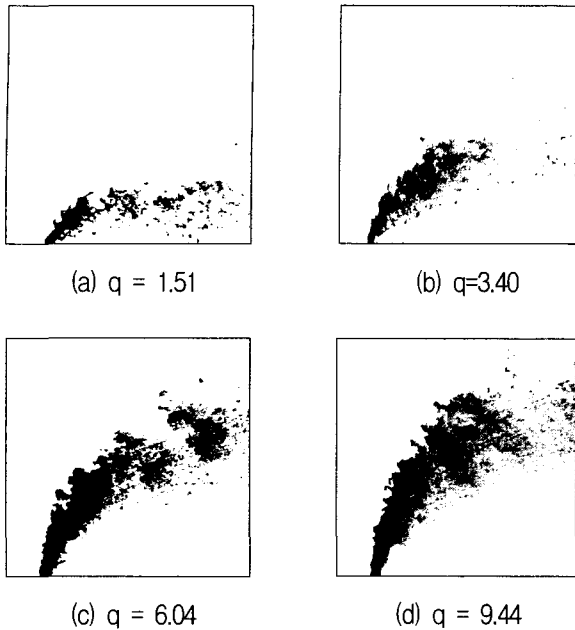 (a) q = 1.51
(b) q=3.40
(c) q = 6.04
(d) q = 9.44